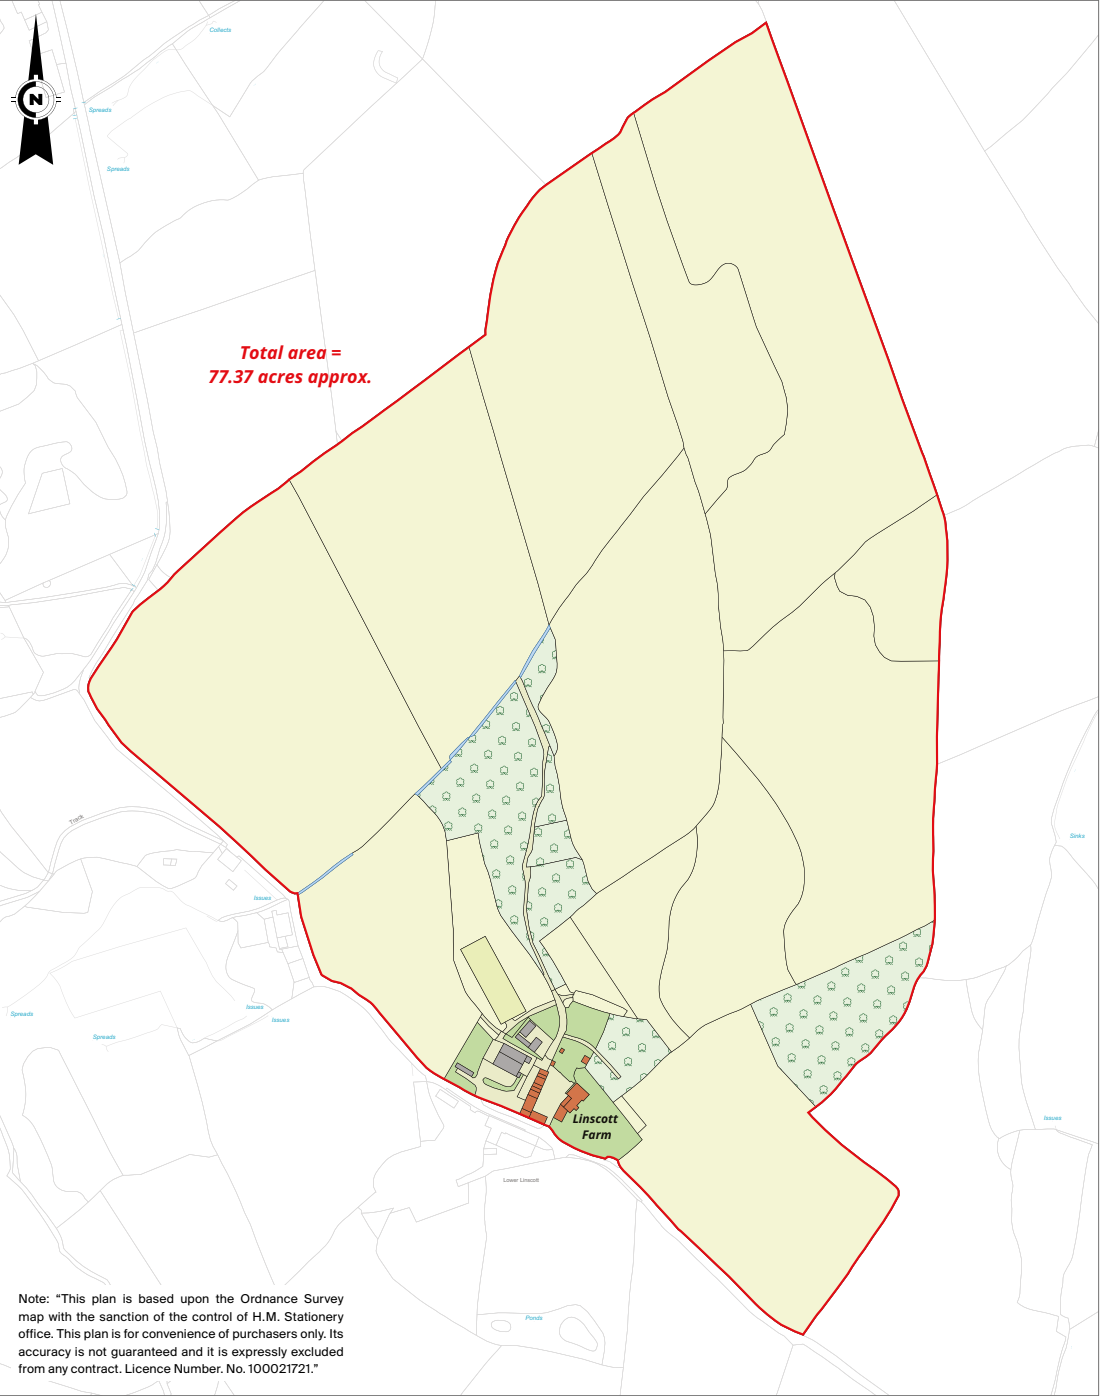 Collects
N
Spreads
Spreads
Total area =
77.37 acres approx.
Track
Sinks
Issues
Issues
Spreads
Issues
Spreads
Linscott
Farm
Issues
Lower Linscott
Note: “This plan is based upon the Ordnance Survey
map with the sanction of the control of H.M. Stationery
office. This plan is for convenience of purchasers only. Its
accuracy is not guaranteed and it is expressly excluded
from any contract. Licence Number. No. 100021721.”
Ponds